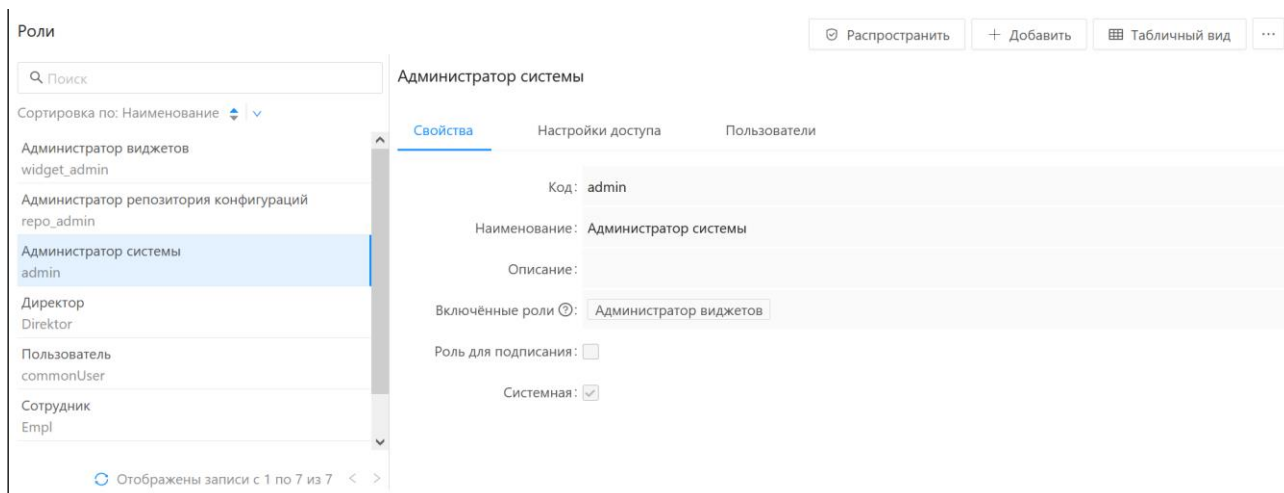 Роли
Распространить
Добавить
Табличный вид
...
Поиск
Сортировка по: Наименование
Администратор виджетов
widget_admin
Администратор репозитория конфигураций
repo_admin
Администратор системы
admin
Директор
Direktor
Пользователь
commonUser
Сотрудник
Empl
Отображены записи с 1 по 7 из 7 < >
Администратор системы
Свойства Настройки доступа Пользователи
Код: admin
Наименование: Администратор системы
Описание:
Включённые роли ?: Администратор виджетов
Роль для подписания:
Системная: